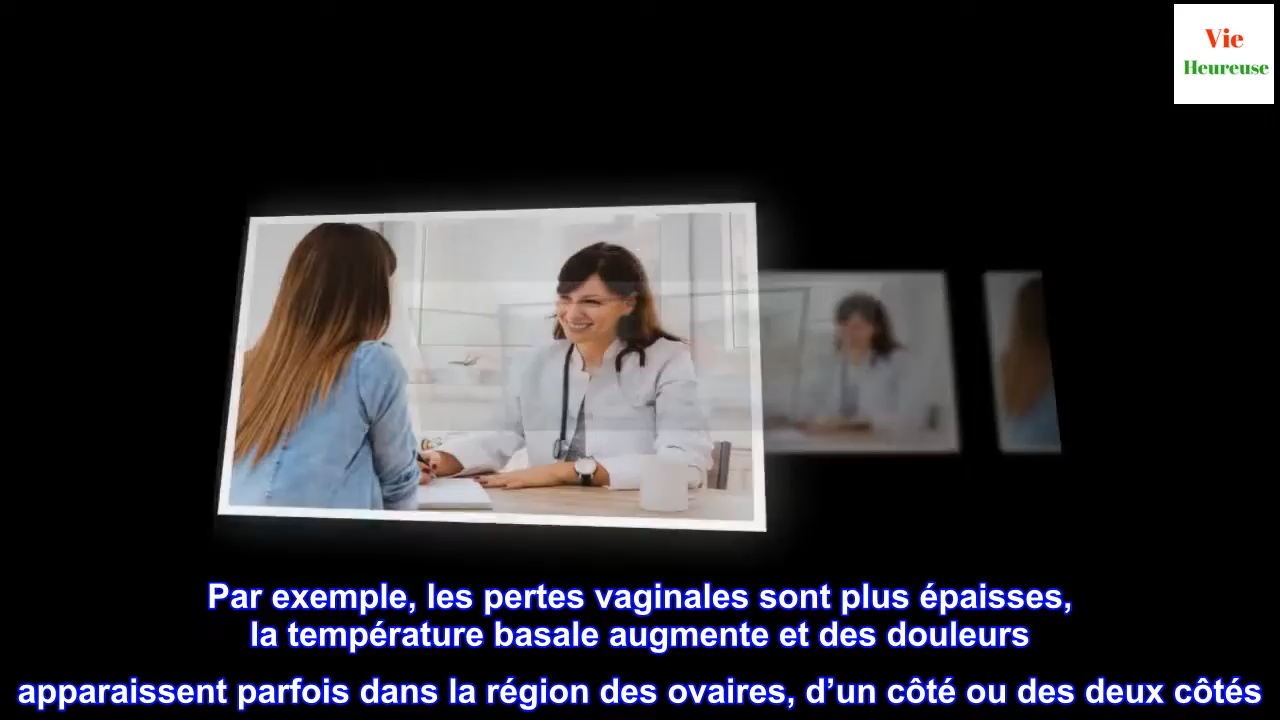 Vie
Heureuse
Par exemple, les pertes vaginales sont plus épaisses,
la température basale augmente et des douleurs
apparaissent parfois dans la région des ovaires, d’un côté ou des deux côtés